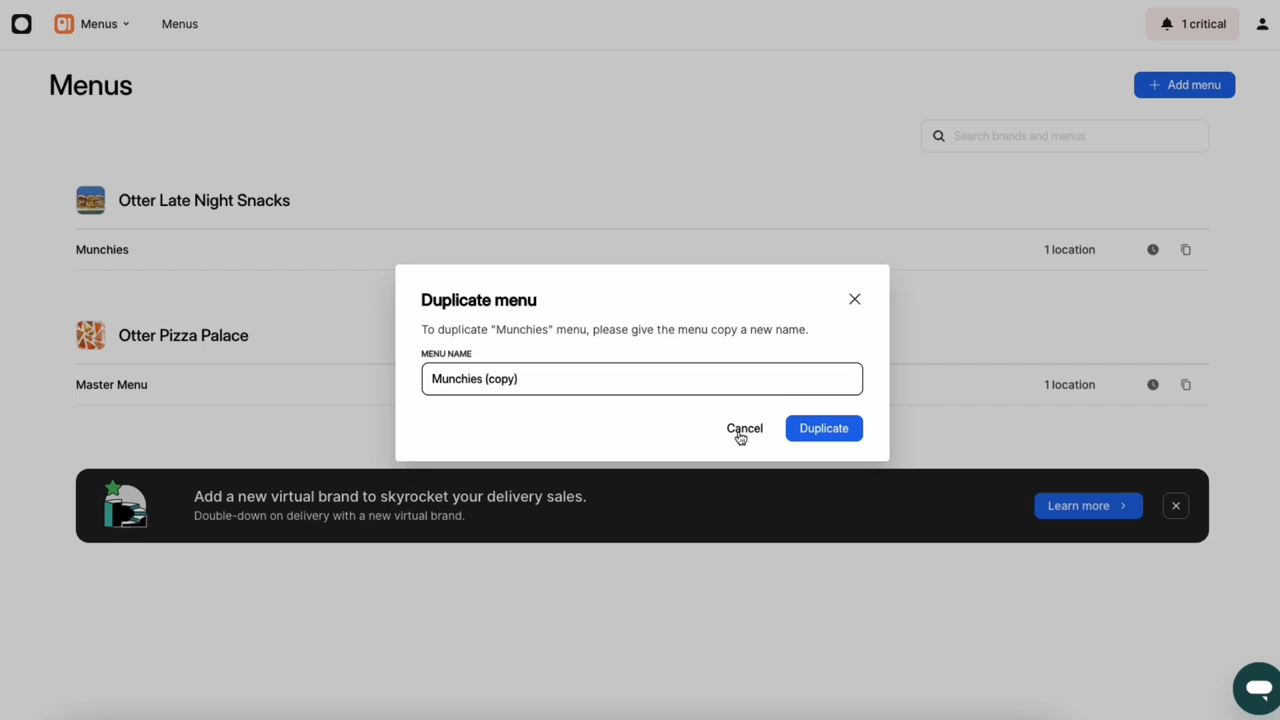 Menus Menus 1 critical
Menus
Add menu
Search brands and menus
Otter Late Night Snacks
Munchies 1 location
Duplicate menu
To duplicate "Munchies" menu, please give the menu copy a new name.
MENU NAME
Munchies (copy)
Cancel Duplicate
Otter Pizza Palace
Master Menu 1 location
Add a new virtual brand to skyrocket your delivery sales.
Double-down on delivery with a new virtual brand.
Learn more